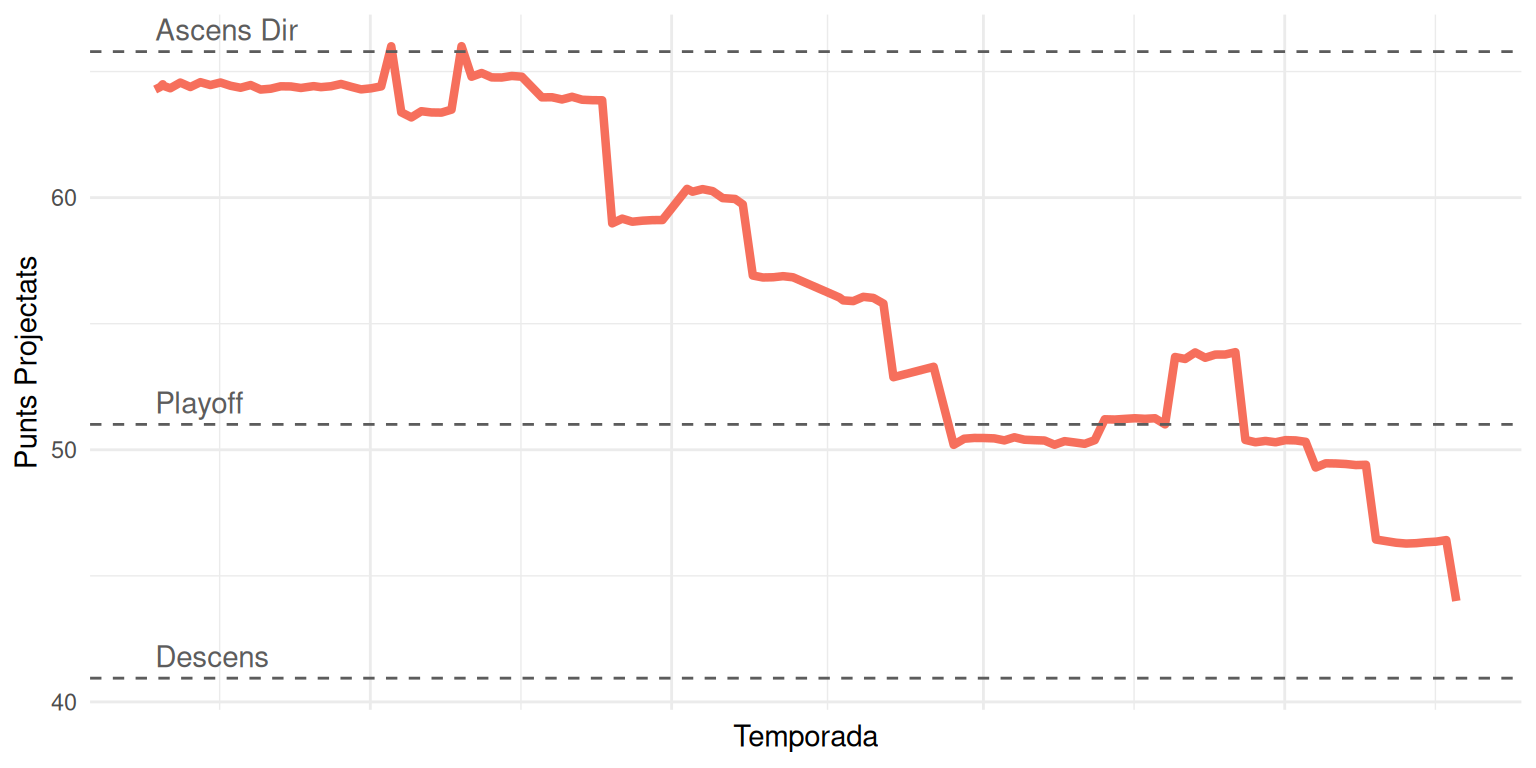 Ascens Dir
60
Playoff
50
Descens
40
Punts Projectats
Temporada